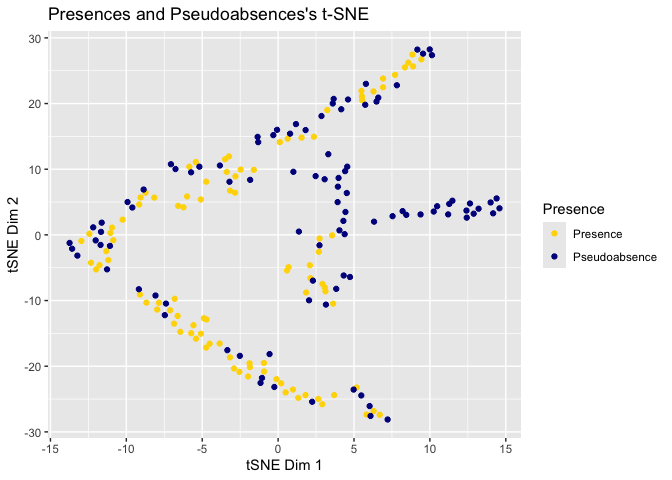 Presences and Pseudoabsences's t-SNE
30
20
10
0
-10
-20
-30
tSNE Dim 2
-15
-10
-5
0
5
10
15
tSNE Dim 1
Presence
Presence
Pseudoabsence